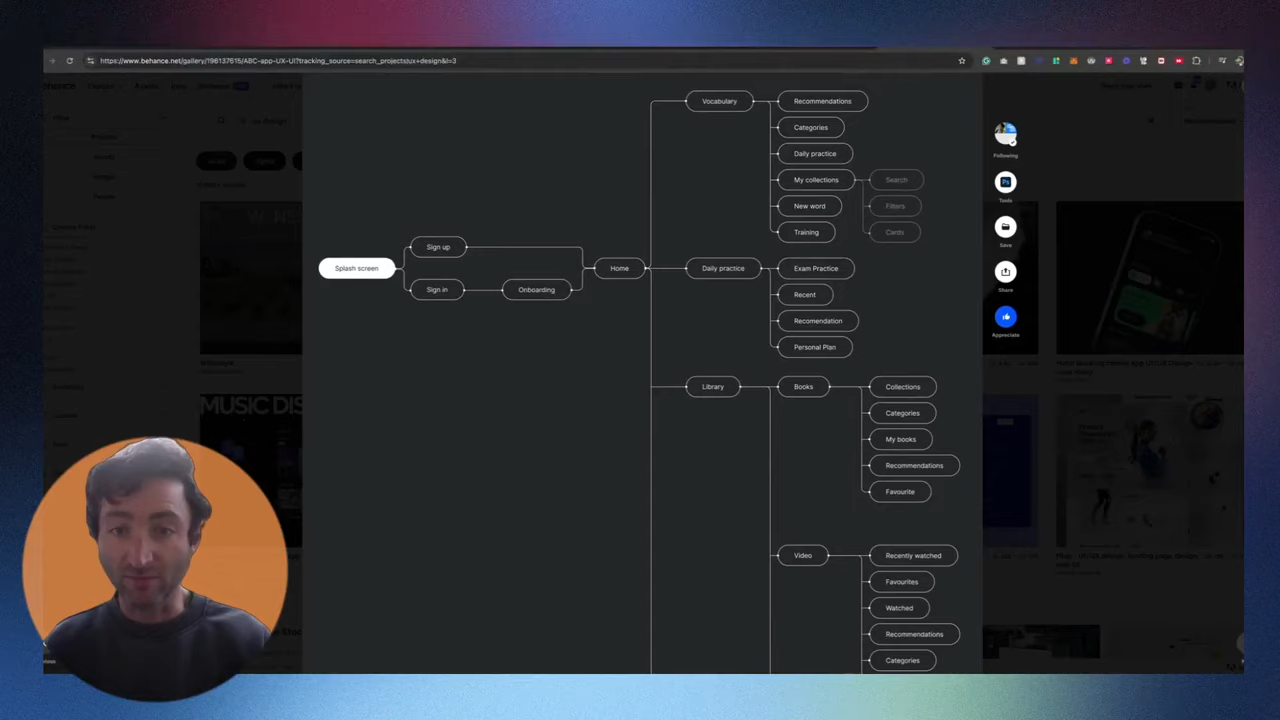 https://www.behance.net/gallery/196137615/ABC-app-UX-UI?tracking_source=search_projects|ux+design&l=3
Vocabulary
Recommendations
Categories
Daily practice
My collections
Search
New word
Filters
Training
Cards
Sign up
Splash screen
Home
Daily practice
Exam Practice
Sign in
Onboarding
Recent
Recomendation
Personal Plan
Library
Books
Collections
Categories
My books
Recommendations
Favourite
Video
Recently watched
Favourites
Watched
Recommendations
Categories
Following
Ps
Tools
Save
Share
Appreciate
MUSIC DIS